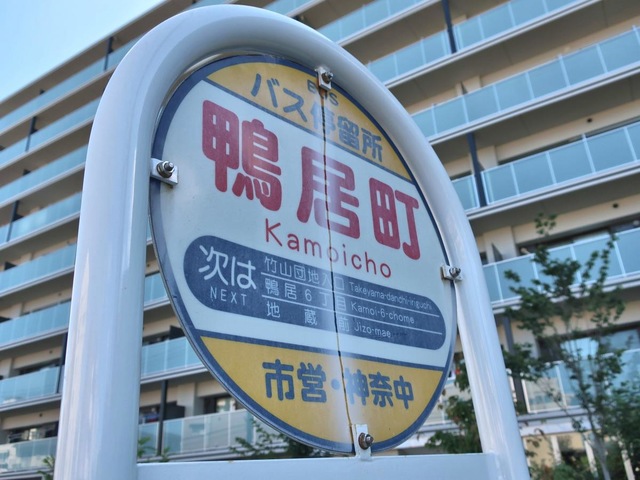 BUS
バス停留所
鴨居町
Kamoicho
次は
NEXT
竹山団地入口 Takeyama-danchi-iriguchi
鴨居6丁目 Kamoi-6-chome
地蔵前 Jizo-mae
市営・神奈中